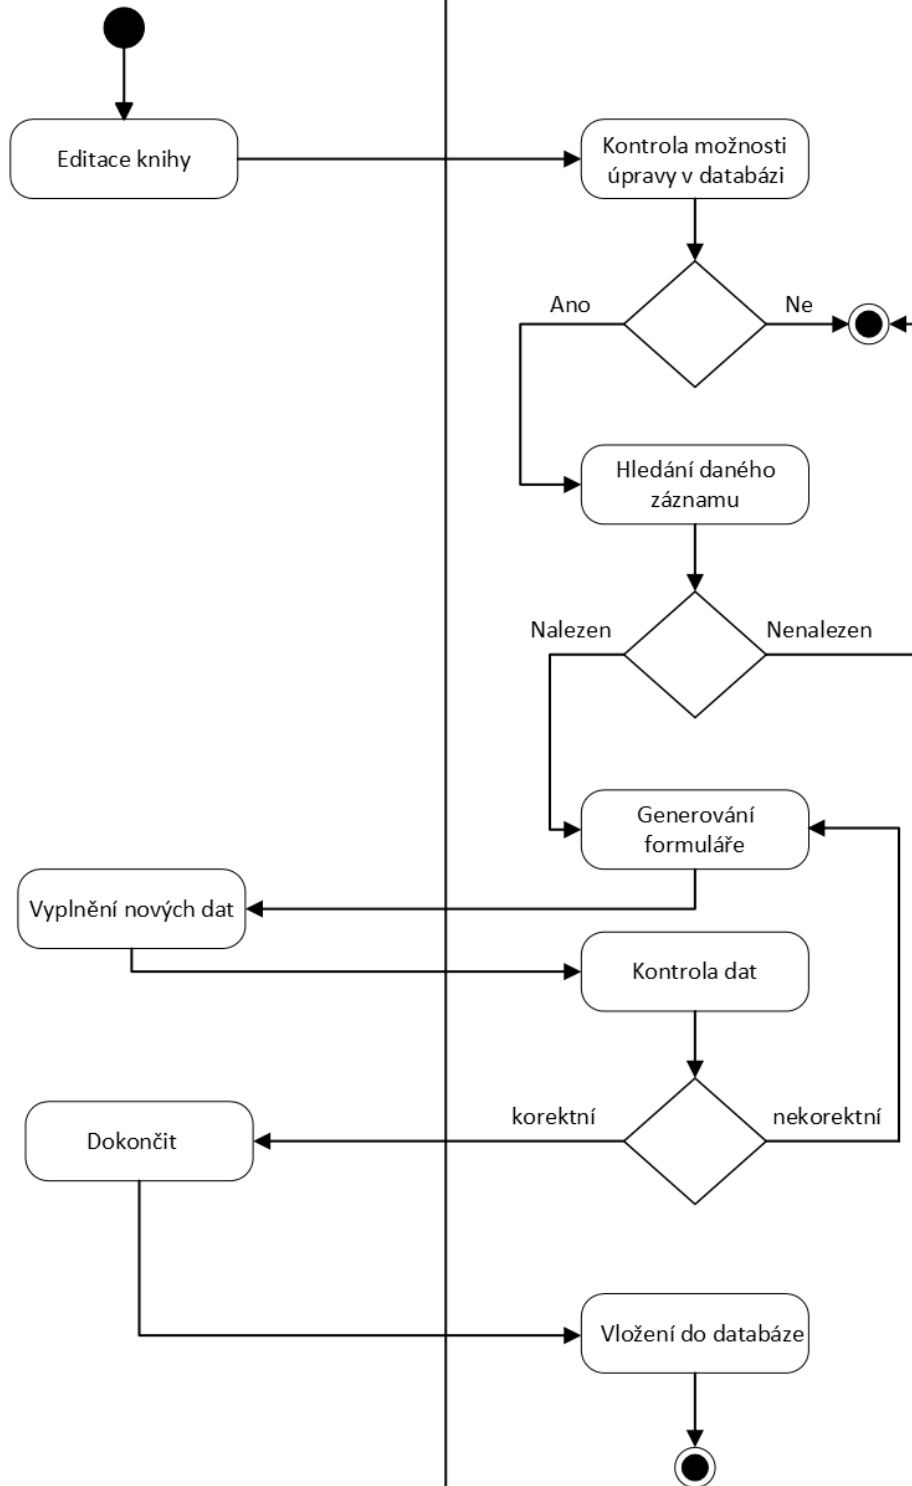 Editace knihy
Kontrola možnosti
úpravy v databázi
Ano
Ne
Hledání daného
záznamu
Nalezen
Nenalezen
Generování
formuláře
Vyplnění nových dat
Kontrola dat
korektní
nekorektní
Dokončit
Vložení do databáze